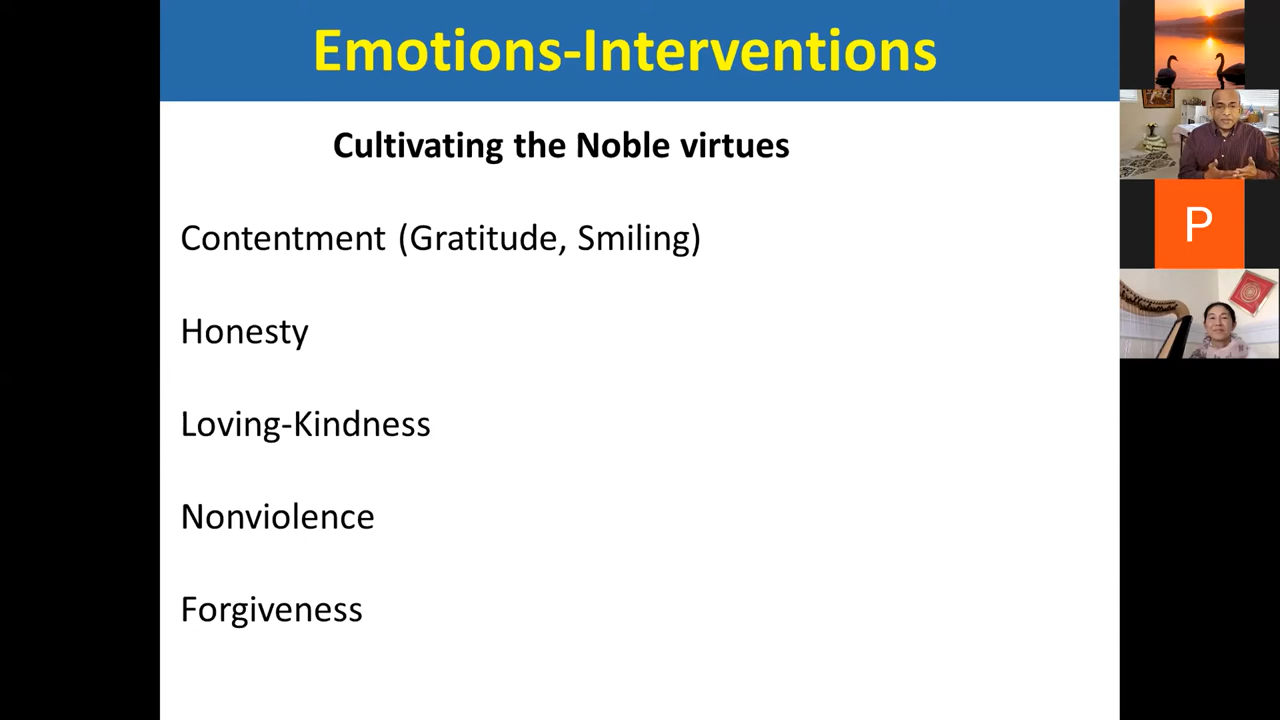 Emotions-Interventions
Cultivating the Noble virtues
Contentment (Gratitude, Smiling)
Honesty
Loving-Kindness
Nonviolence
Forgiveness
P